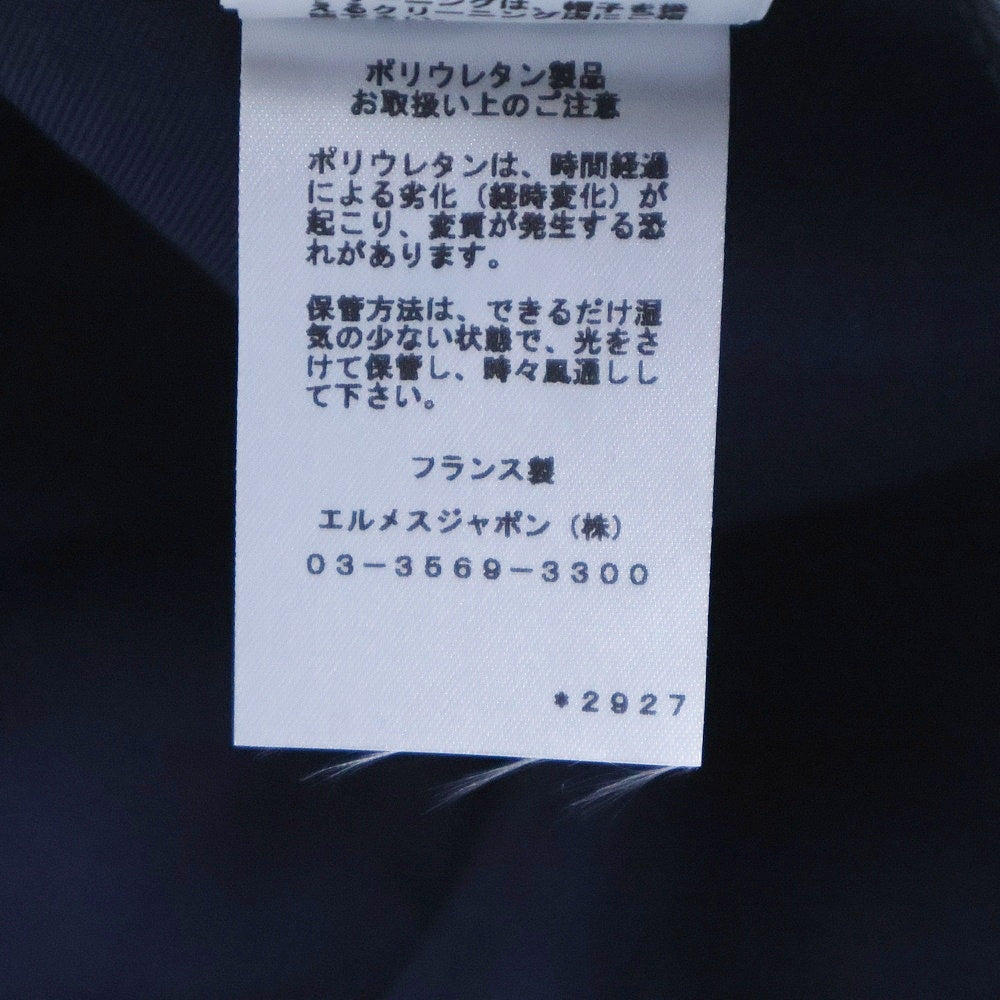 ポリウレタン製品
お取扱い上のご注意
ポリウレタンは、時間経過
による劣化（経時変化）が
起こり、変質が発生する恐
れがあります。
保管方法は、できるだけ湿
気の少ない状態で、光をさ
けて保管し、時々風通しし
て下さい。
フランス製
エルメスジャポン（株）
03-3569-3300
*2927